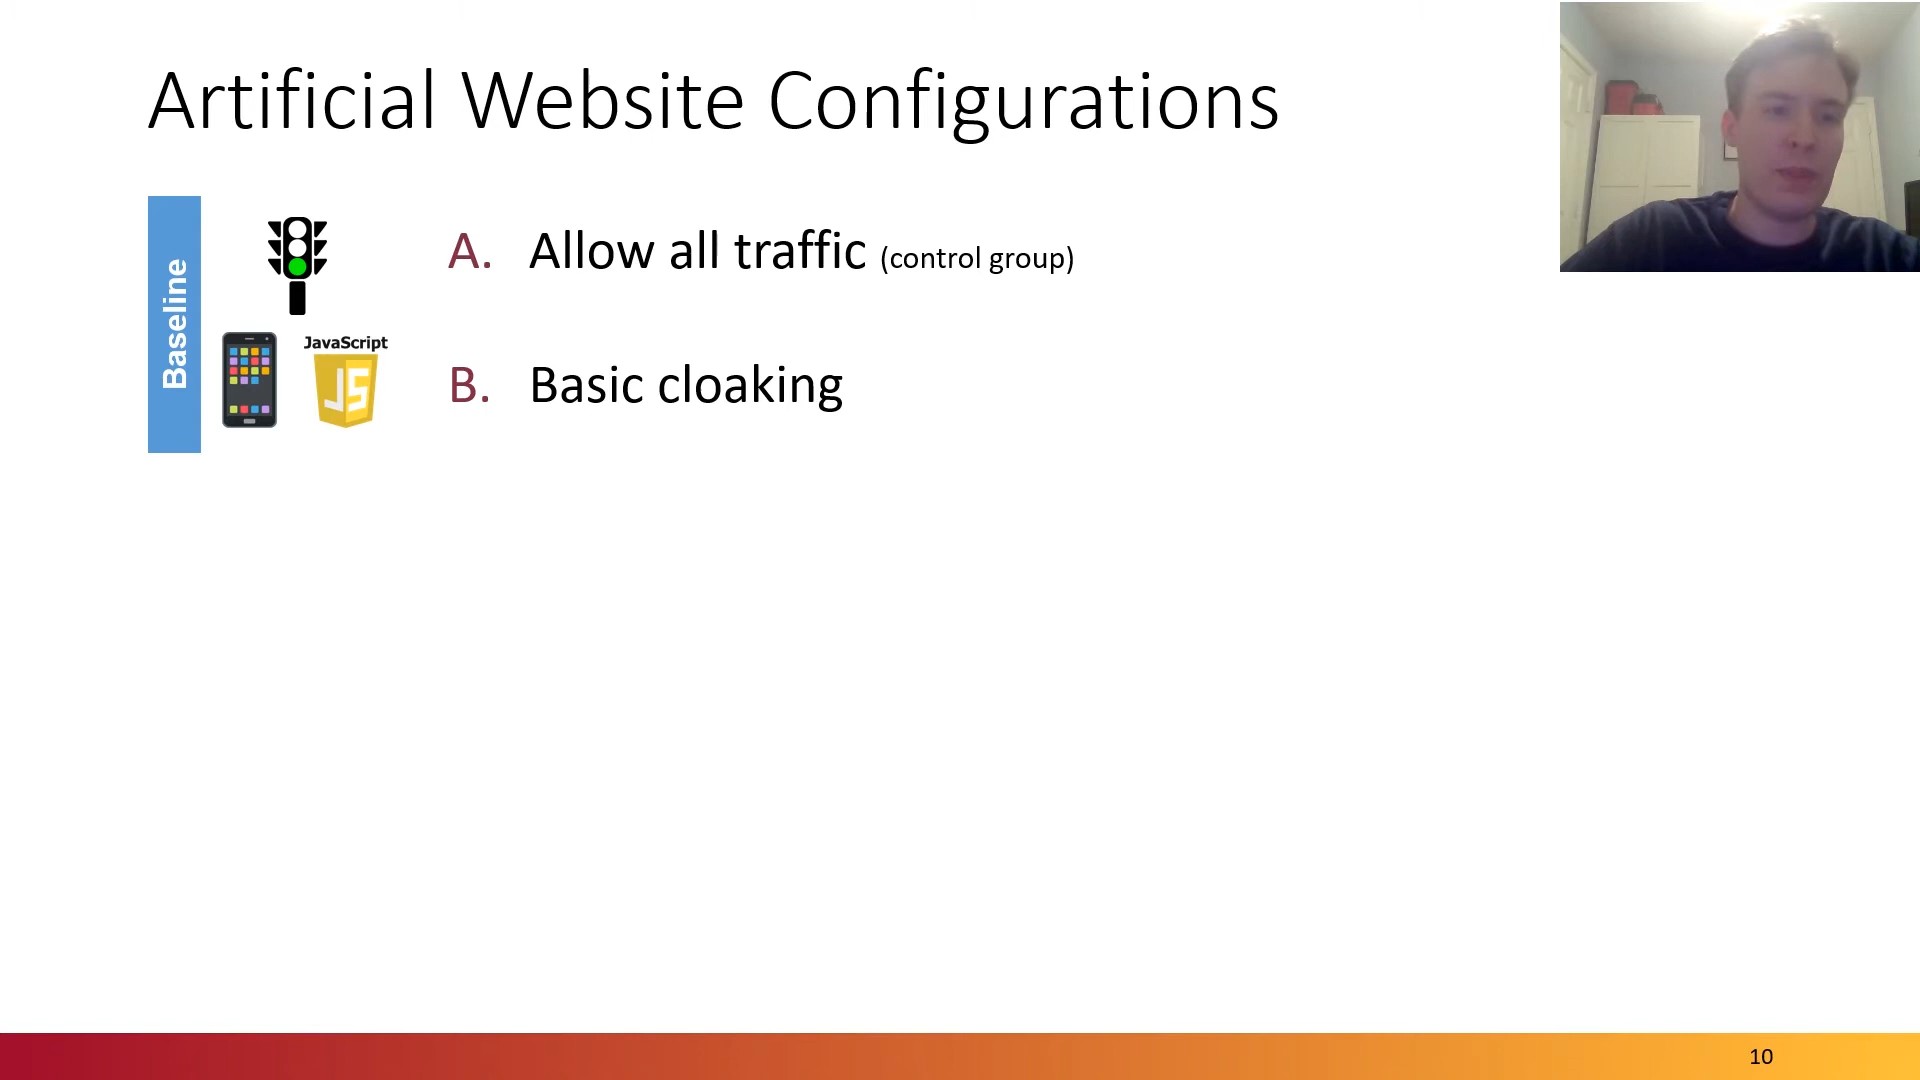 Artificial Website Configurations
Baseline
A. Allow all traffic (control group)
JavaScript
JS
B. Basic cloaking
10